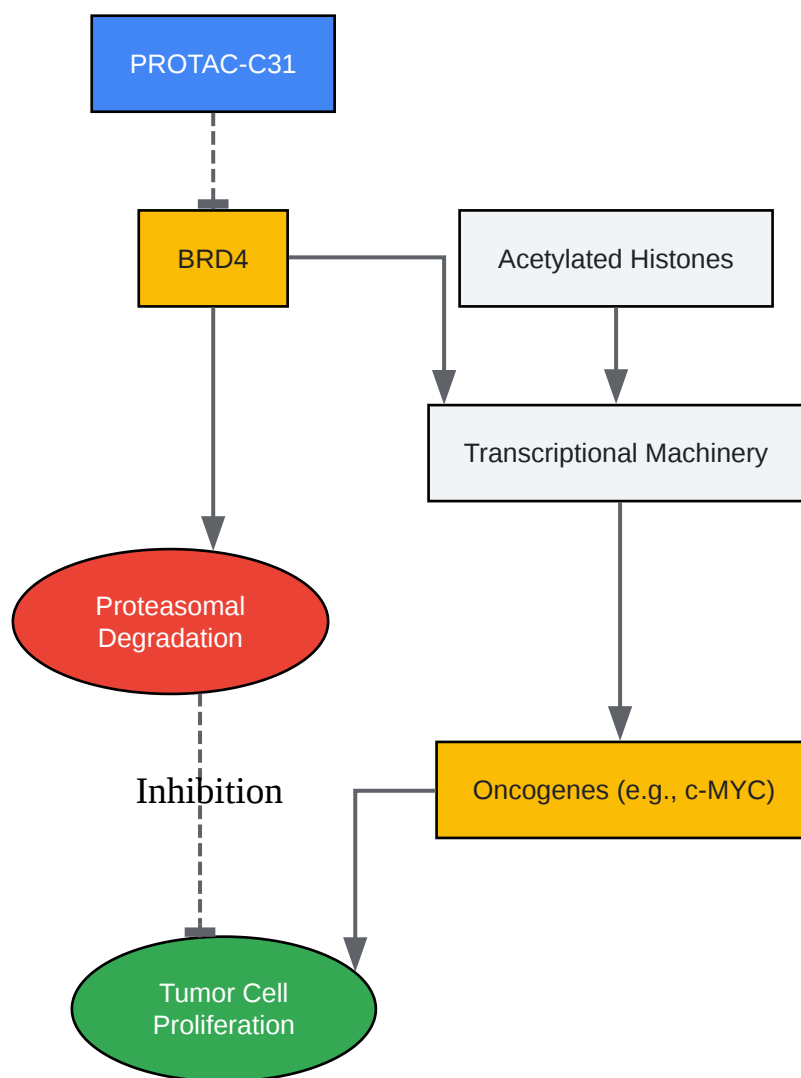 PROTAC-C31
BRD4
Acetylated Histones
Transcriptional Machinery
Proteasomal
Degradation
Inhibition
Oncogenes (e.g., c-MYC)
Tumor Cell
Proliferation